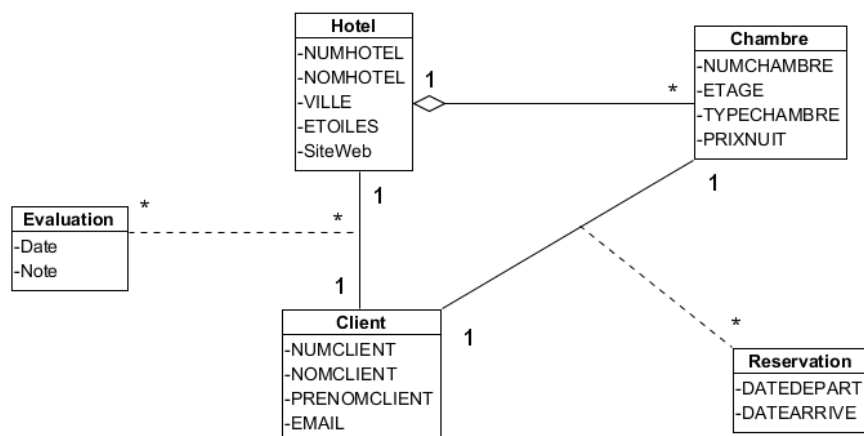 Hotel
-NUMHOTEL
-NOMHOTEL
-VILLE
-ETOILES
-SiteWeb
1
*
Chambre
-NUMCHAMBRE
-ETAGE
-TYPECHAMBRE
-PRIXNUIT
1
1
Evaluation
-Date
-Note
*
*
1
Client
-NUMCLIENT
-NOMCLIENT
-PRENOMCLIENT
-EMAIL
1
*
Reservation
-DATEDEPART
-DATEARRIVE